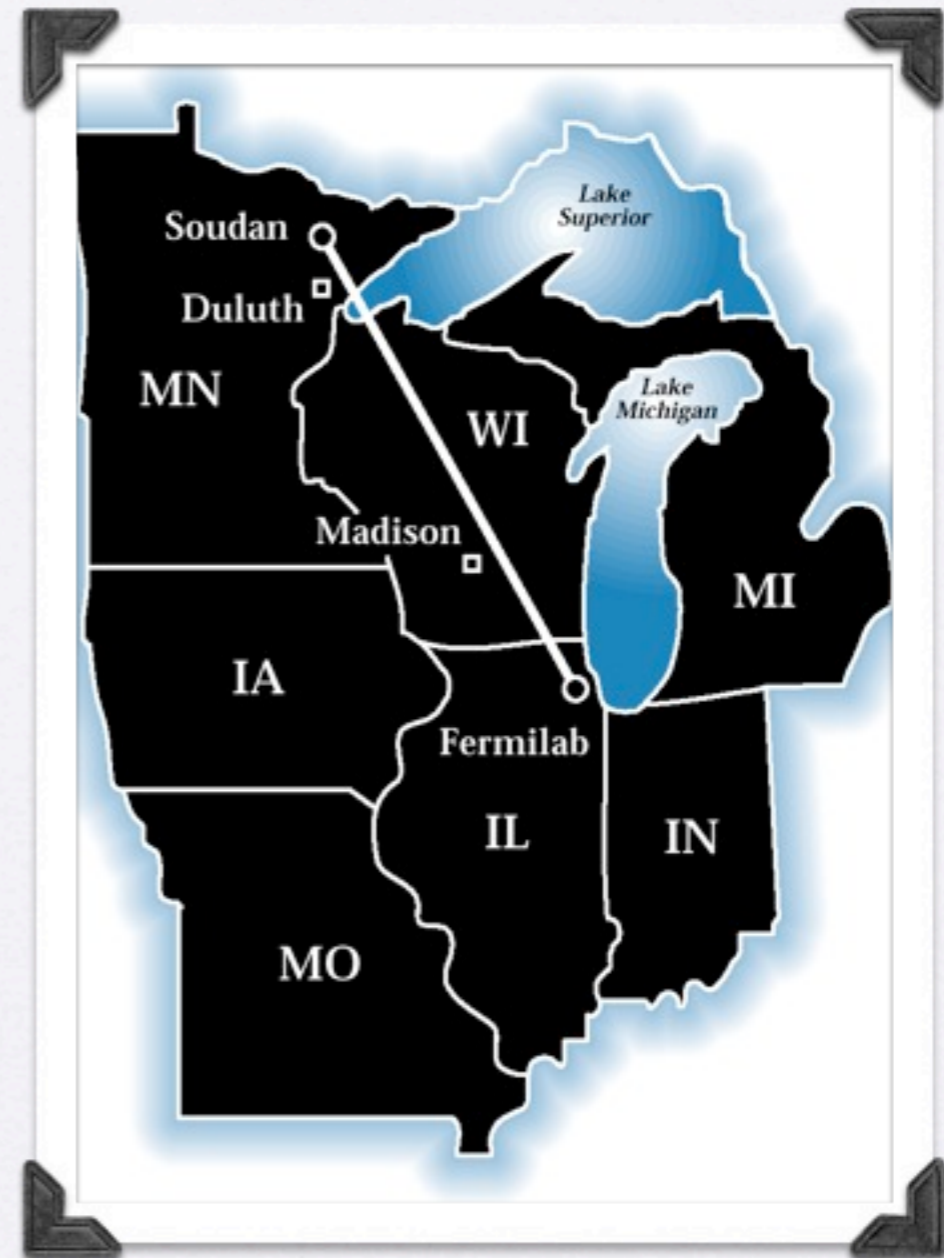 Lake
Superior
Soudan
Duluth
MN
Lake
Michigan
WI
Madison
MI
IA
Fermilab
IL
IN
MO